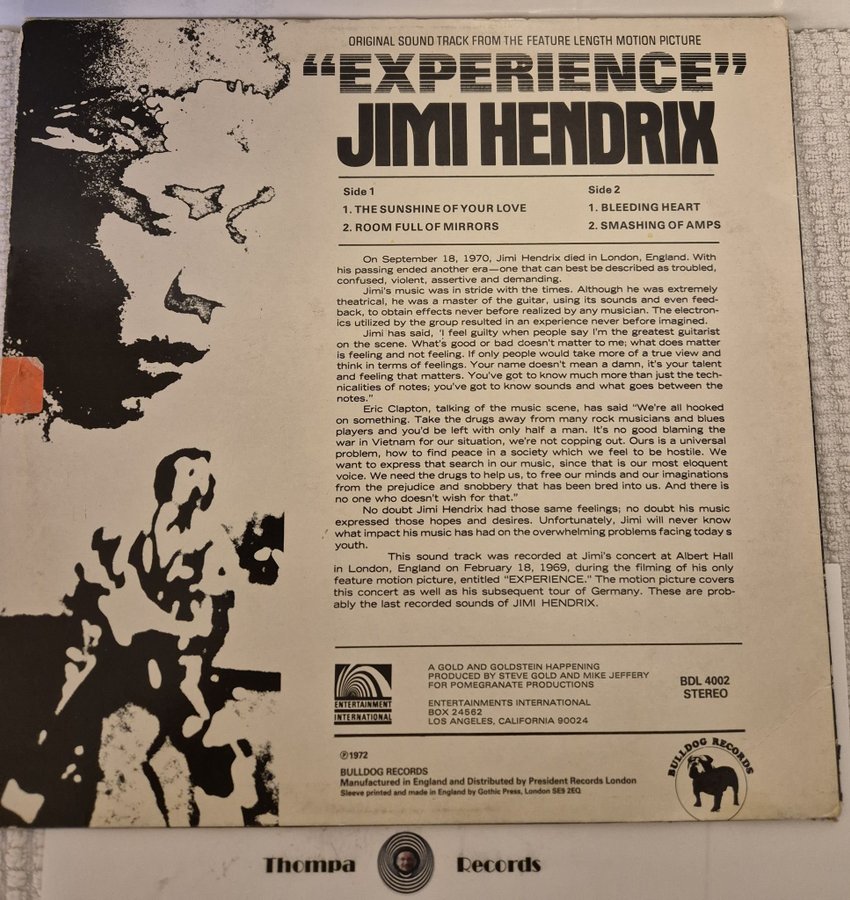 ORIGINAL SOUND TRACK FROM THE FEATURE LENGTH MOTION PICTURE
“EXPERIENCE”
JIMI HENDRIX
Side 1
1. THE SUNSHINE OF YOUR LOVE
2. ROOM FULL OF MIRRORS
Side 2
1. BLEEDING HEART
2. SMASHING OF AMPS
On September 18, 1970, Jimi Hendrix died in London, England. With
his passing ended another era—one that can best be described as troubled,
confused, violent, assertive and demanding.
Jimi's music was in stride with the times. Although he was extremely
theatrical, he was a master of the guitar, using its sounds and even feed-
back, to obtain effects never before realized by any musician. The electron-
ics utilized by the group resulted in an experience never before imagined.
Jimi has said, 'I feel guilty when people say I'm the greatest guitarist
on the scene. What's good or bad doesn't matter to me; what does matter
is feeling and not feeling. If only people would take more of a true view and
think in terms of feelings. Your name doesn't mean a damn, it's your talent
and feeling that matters. You've got to know much more than just the tech-
nicalities of notes; you've got to know sounds and what goes between the
notes."
Eric Clapton, talking of the music scene, has said "We're all hooked
on something. Take the drugs away from many rock musicians and blues
players and you'd be left with only half a man. It's no good blaming the
war in Vietnam for our situation, we're not copping out. Ours is a universal
problem, how to find peace in a society which we feel to be hostile. We
want to express that search in our music, since that is our most eloquent
voice. We need the drugs to help us, to free our minds and our imaginations
from the prejudice and snobbery that has been bred into us. And there is
no one who doesn't wish for that."
No doubt Jimi Hendrix had those same feelings; no doubt his music
expressed those hopes and desires. Unfortunately, Jimi will never know
what impact his music has had on the overwhelming problems facing today s
youth.
This sound track was recorded at Jimi's concert at Albert Hall
in London, England on February 18, 1969, during the filming of his only
feature motion picture, entitled "EXPERIENCE." The motion picture covers
this concert as well as his subsequent tour of Germany. These are prob-
ably the last recorded sounds of JIMI HENDRIX.
ENTERTAINMENT
INTERNATIONAL
A GOLD AND GOLDSTEIN HAPPENING
PRODUCED BY STEVE GOLD AND MIKE JEFFERY
FOR POMEGRANATE PRODUCTIONS
ENTERTAINMENTS INTERNATIONAL
BOX 24562
LOS ANGELES, CALIFORNIA 90024
BDL 4002
STEREO
℗ 1972
BULLDOG RECORDS
Manufactured in England and Distributed by President Records London
Sleeve printed and made in England by Gothic Press, London SE9 2EQ
BULLDOG RECORDS
Thompa Records